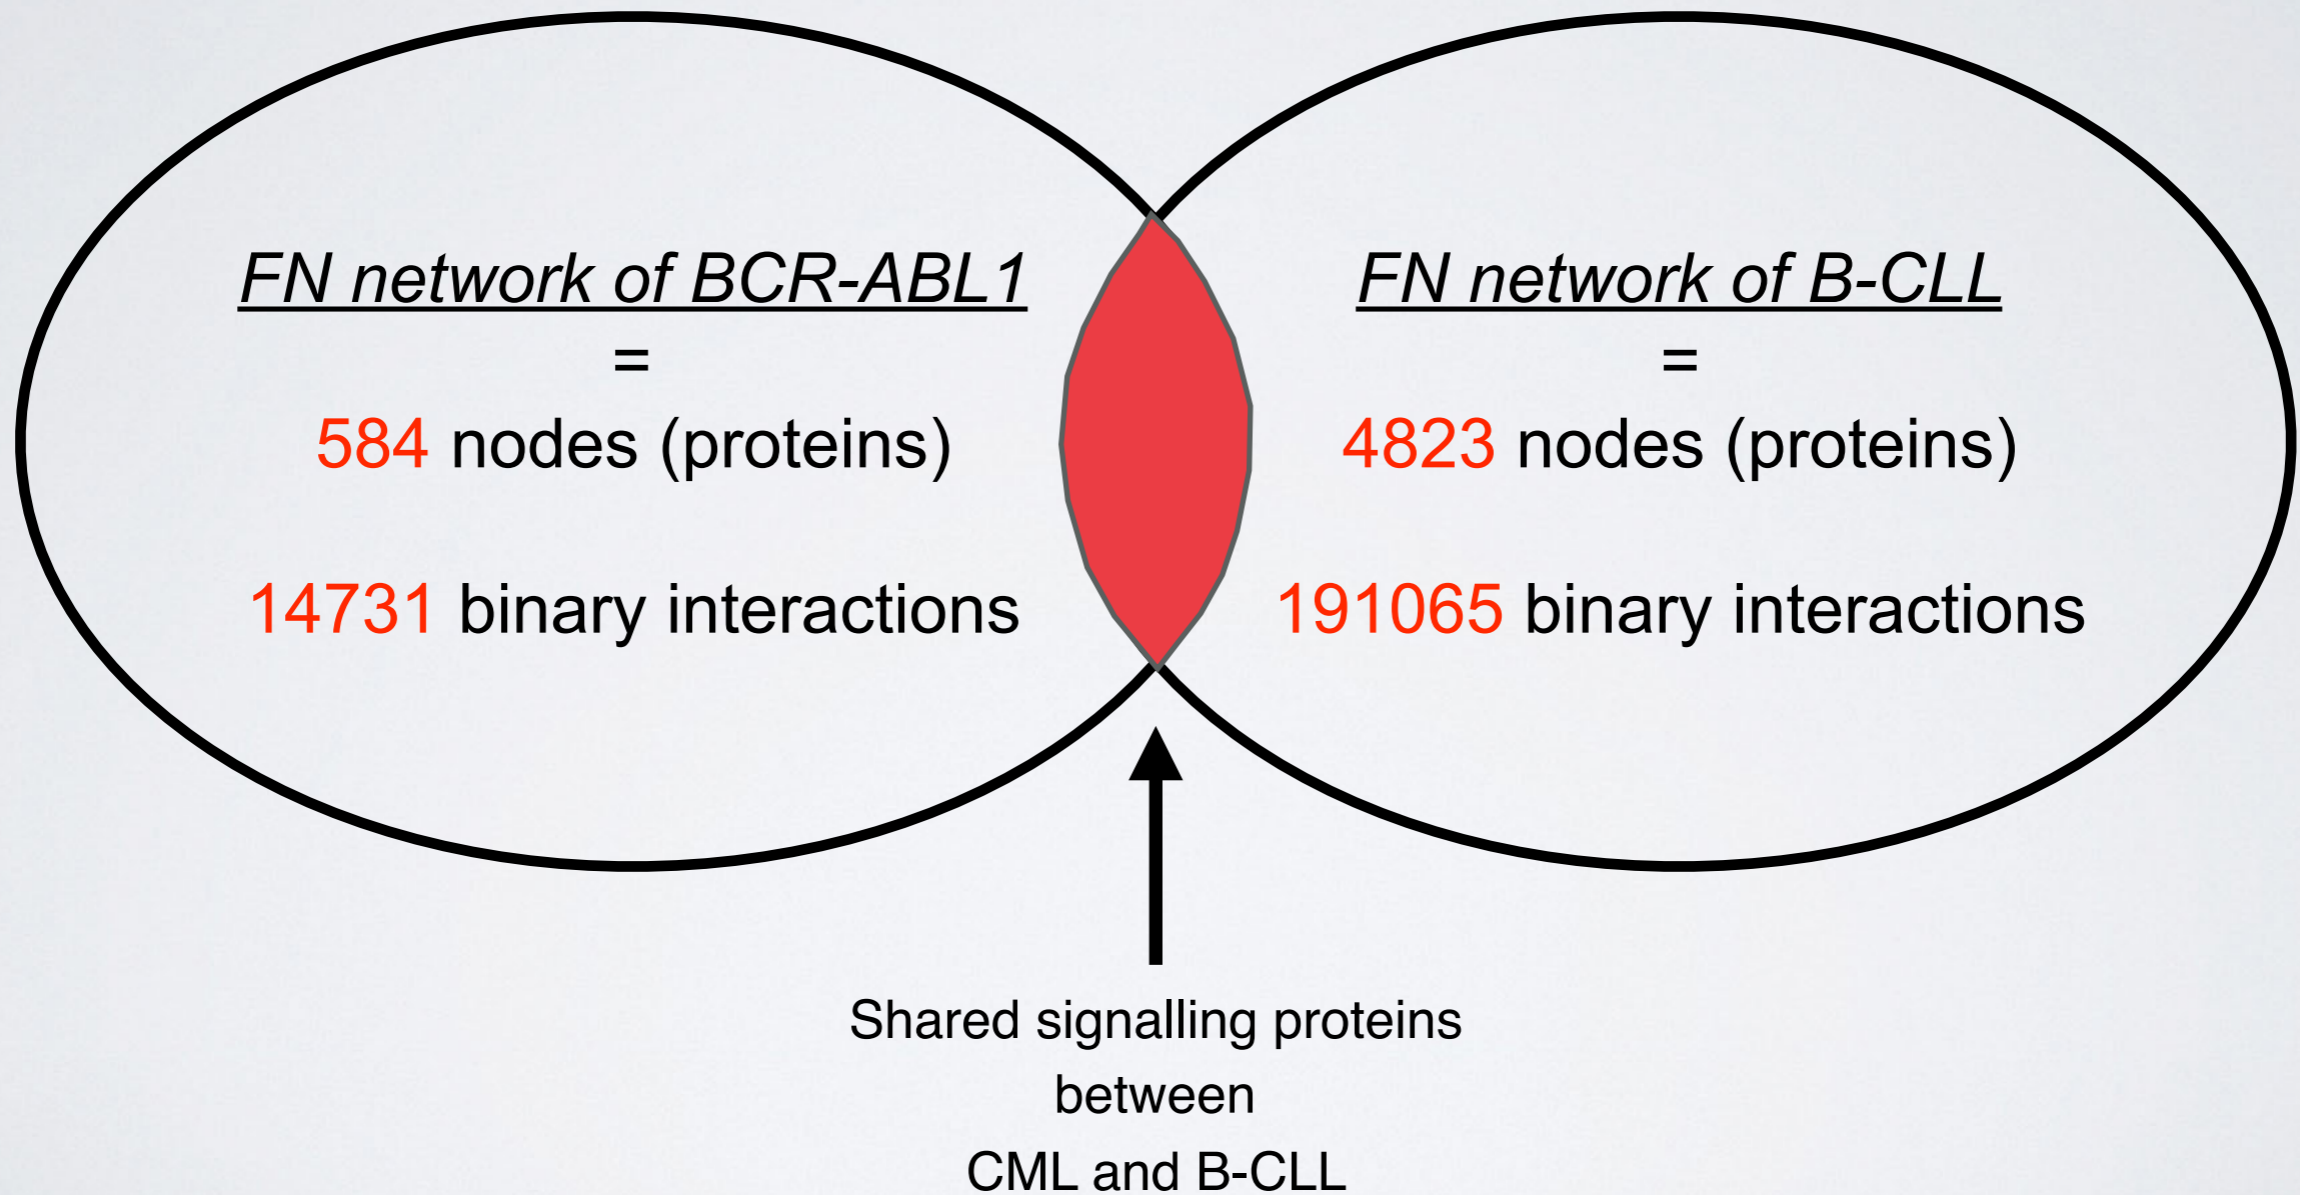 FN network of BCR-ABL1
=
584 nodes (proteins)
14731 binary interactions
FN network of B-CLL
=
4823 nodes (proteins)
191065 binary interactions
Shared signalling proteins
between
CML and B-CLL